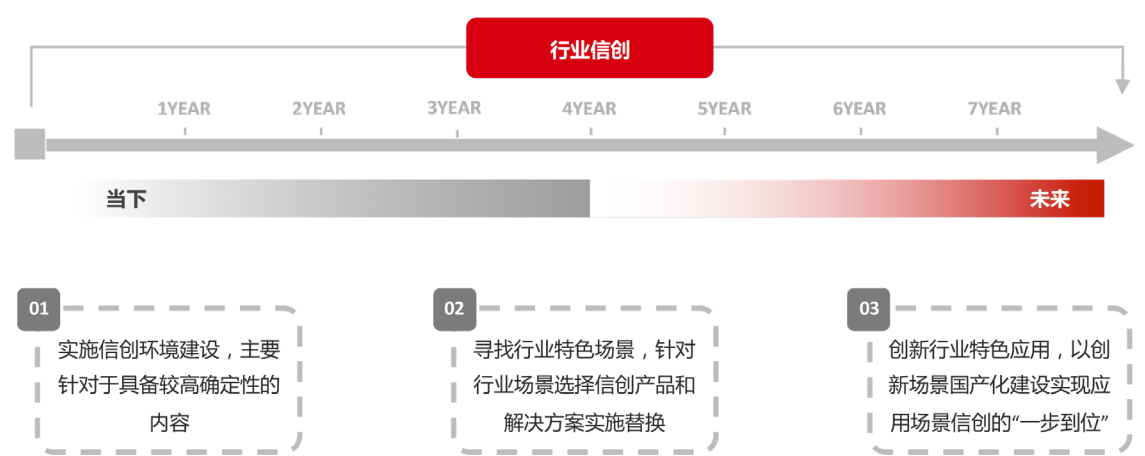 行业信创
1YEAR
2YEAR
3YEAR
4YEAR
5YEAR
6YEAR
7YEAR
当下
未来
01
实施信创环境建设，主要
针对于具备较高确定性的
内容
02
寻找行业特色场景，针对
行业场景选择信创产品和
解决方案实施替换
03
创新行业特色应用，以创
新场景国产化建设实现应
用场景信创的“一步到位”